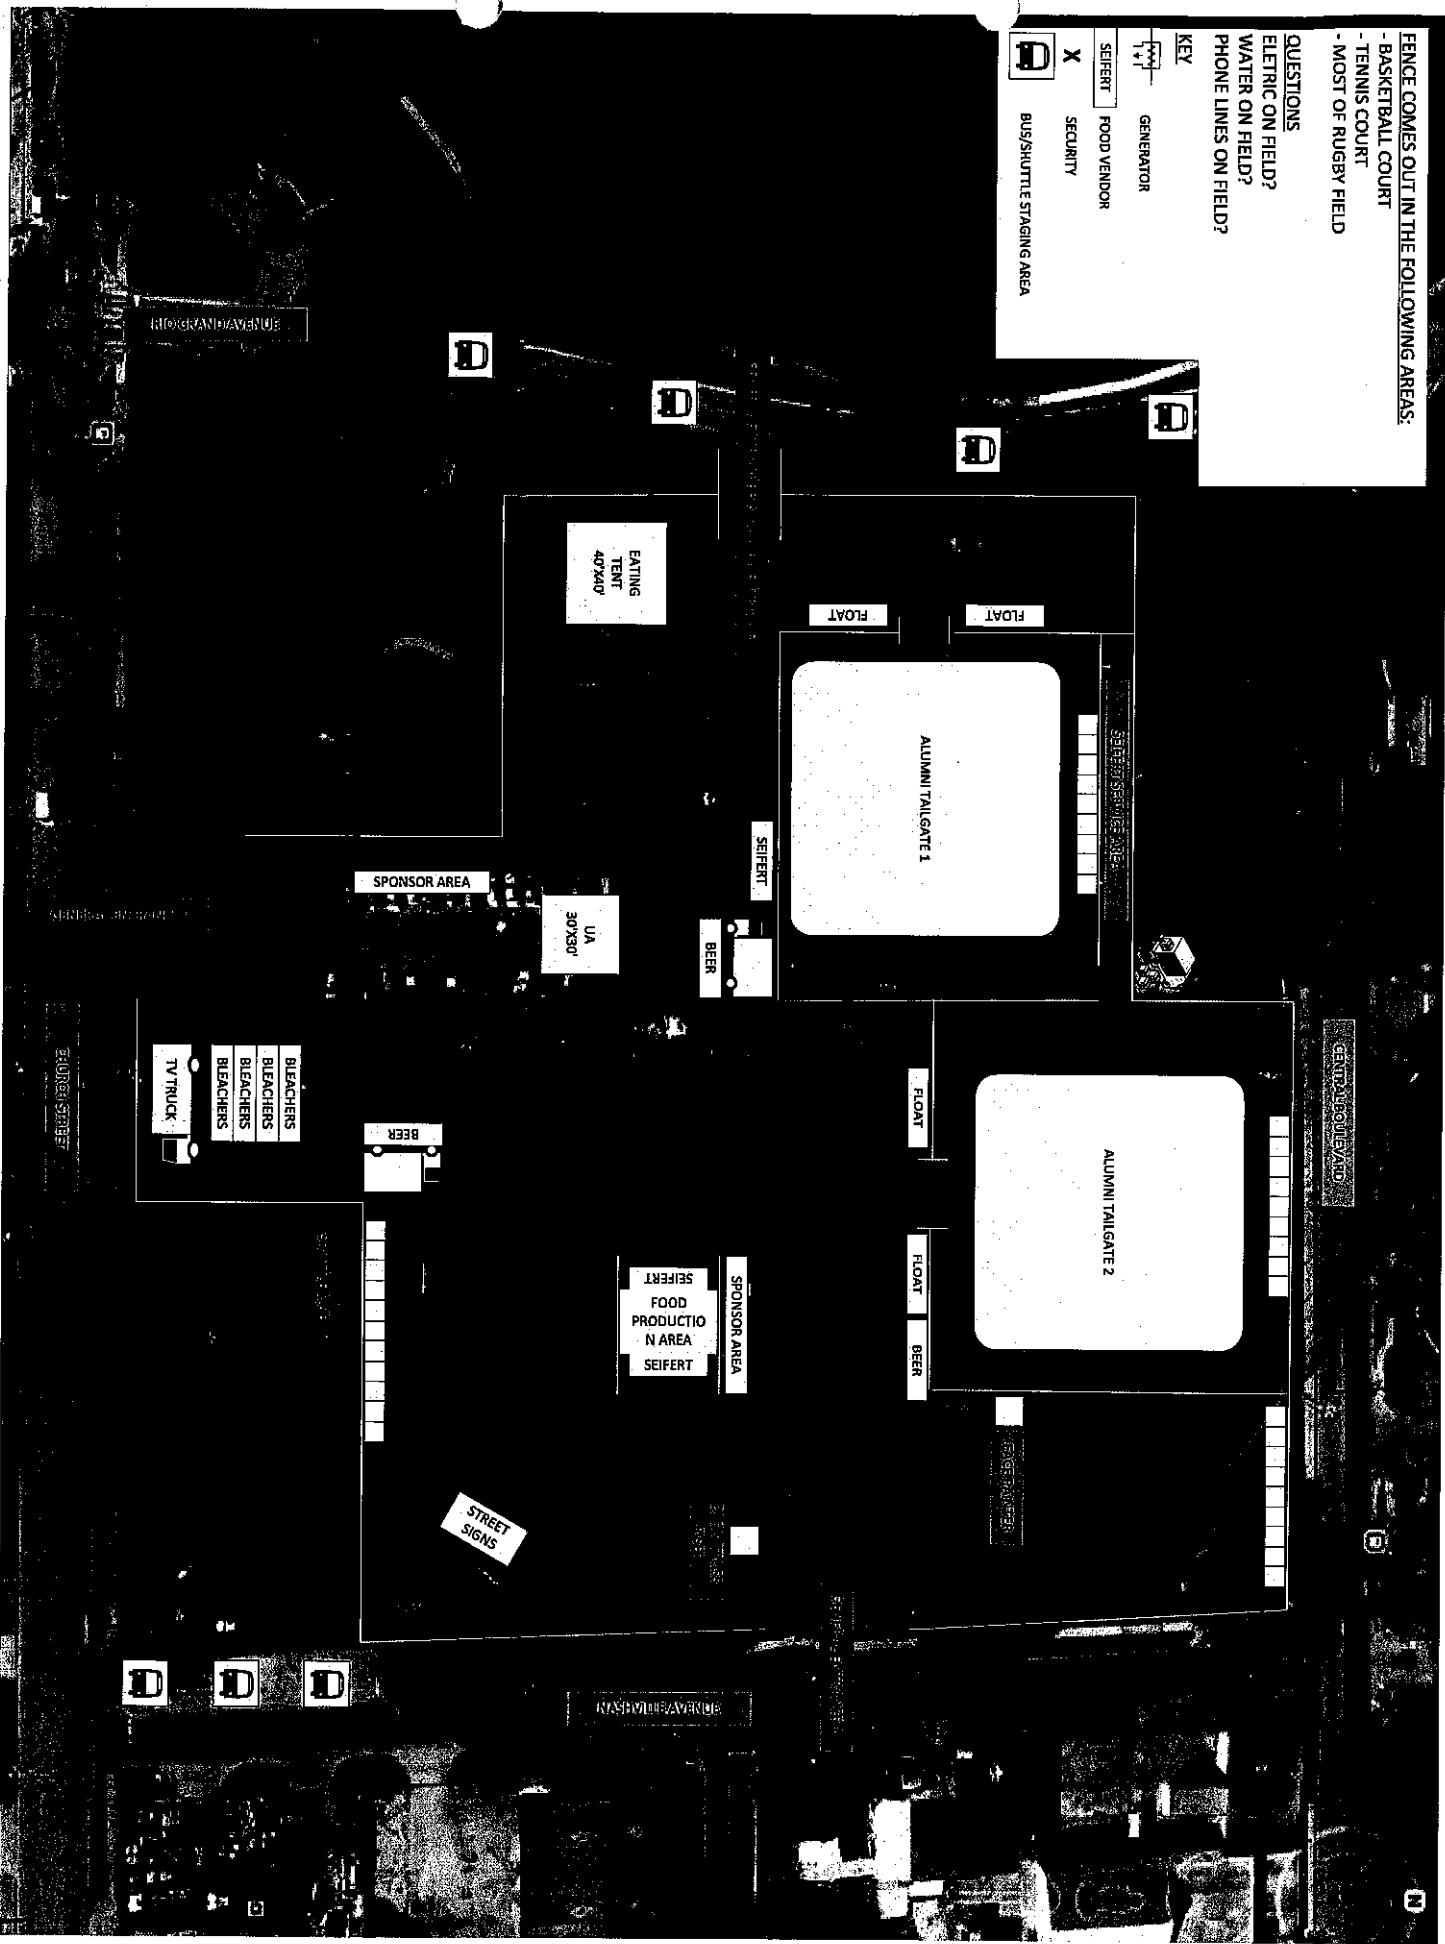 FENCE COMES OUT IN THE FOLLOWING AREAS:
- BASKETBALL COURT
- TENNIS COURT
- MOST OF RUGBY FIELD
QUESTIONS
ELETRIC ON FIELD?
WATER ON FIELD?
PHONE LINES ON FIELD?
KEY
GENERATOR
SEIFERT FOOD VENDOR
X SECURITY
BUS/SHUTTLE STAGING AREA
RIO GRAND AVENUE
EATING
TENT
40'X40'
FLOAT
FLOAT
ALUMNI TAILGATE 1
SEIFERT SERVICE AREA
SEIFERT
BEER
SPONSOR AREA
UA
30'X30'
CENTRAL BOULEVARD
CHURCH STREET
TV TRUCK
BLEACHERS
BLEACHERS
BLEACHERS
BLEACHERS
BEER
FLOAT
ALUMNI TAILGATE 2
FLOAT
BEER
SEIFERT
FOOD
PRODUCTIO
N AREA
SEIFERT
SPONSOR AREA
STREET
SIGNS
NASHVILLE AVENUE
N